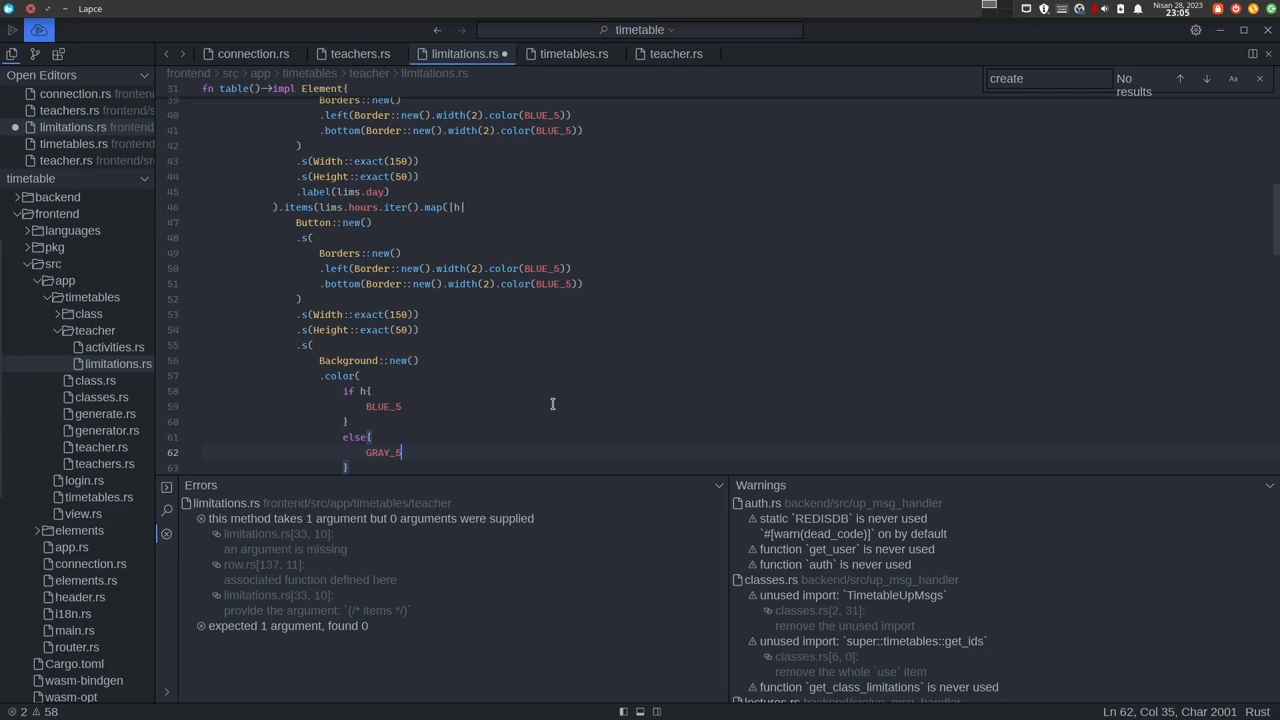 Lapce
Nisan 28, 2023
23:05
timetable
connection.rs
teachers.rs
limitations.rs
timetables.rs
teacher.rs
Open Editors
connection.rs frontend/
teachers.rs frontend/s
limitations.rs frontend
timetables.rs frontend
teacher.rs frontend/src
timetable
backend
frontend
languages
pkg
src
app
timetables
class
teacher
activities.rs
limitations.rs
class.rs
classes.rs
generate.rs
generator.rs
teacher.rs
teachers.rs
login.rs
timetables.rs
view.rs
elements
app.rs
connection.rs
elements.rs
header.rs
i18n.rs
main.rs
router.rs
Cargo.toml
wasm-bindgen
wasm-opt
frontend src app timetables teacher limitations.rs
create
No results
Aa
31 fn table()->impl Element{
39 Borders::new()
40 .left(Border::new().width(2).color(BLUE_5))
41 .bottom(Border::new().width(2).color(BLUE_5))
42 )
43 .s(Width::exact(150))
44 .s(Height::exact(50))
45 .label(lims.day)
46 ).items(lims.hours.iter().map(|h|
47 Button::new()
48 .s(
49 Borders::new()
50 .left(Border::new().width(2).color(BLUE_5))
51 .bottom(Border::new().width(2).color(BLUE_5))
52 )
53 .s(Width::exact(150))
54 .s(Height::exact(50))
55 .s(
56 Background::new()
57 .color(
58 if h{
59 BLUE_5
60 }
61 else{
62 GRAY_5
63 }
Errors
limitations.rs frontend/src/app/timetables/teacher
this method takes 1 argument but 0 arguments were supplied
limitations.rs[33, 10]:
an argument is missing
row.rs[137, 11]:
associated function defined here
limitations.rs[33, 10]:
provide the argument: `(/* items */)`
expected 1 argument, found 0
Warnings
auth.rs backend/src/up_msg_handler
static `REDISDB` is never used
`#[warn(dead_code)]` on by default
function `get_user` is never used
function `auth` is never used
classes.rs backend/src/up_msg_handler
unused import: `TimetableUpMsgs`
classes.rs[2, 31]:
remove the unused import
unused import: `super::timetables::get_ids`
classes.rs[6, 0]:
remove the whole `use` item
function `get_class_limitations` is never used
lectures.rs backend/src/up_msg_handler
2 58
Ln 62, Col 35, Char 2001 Rust